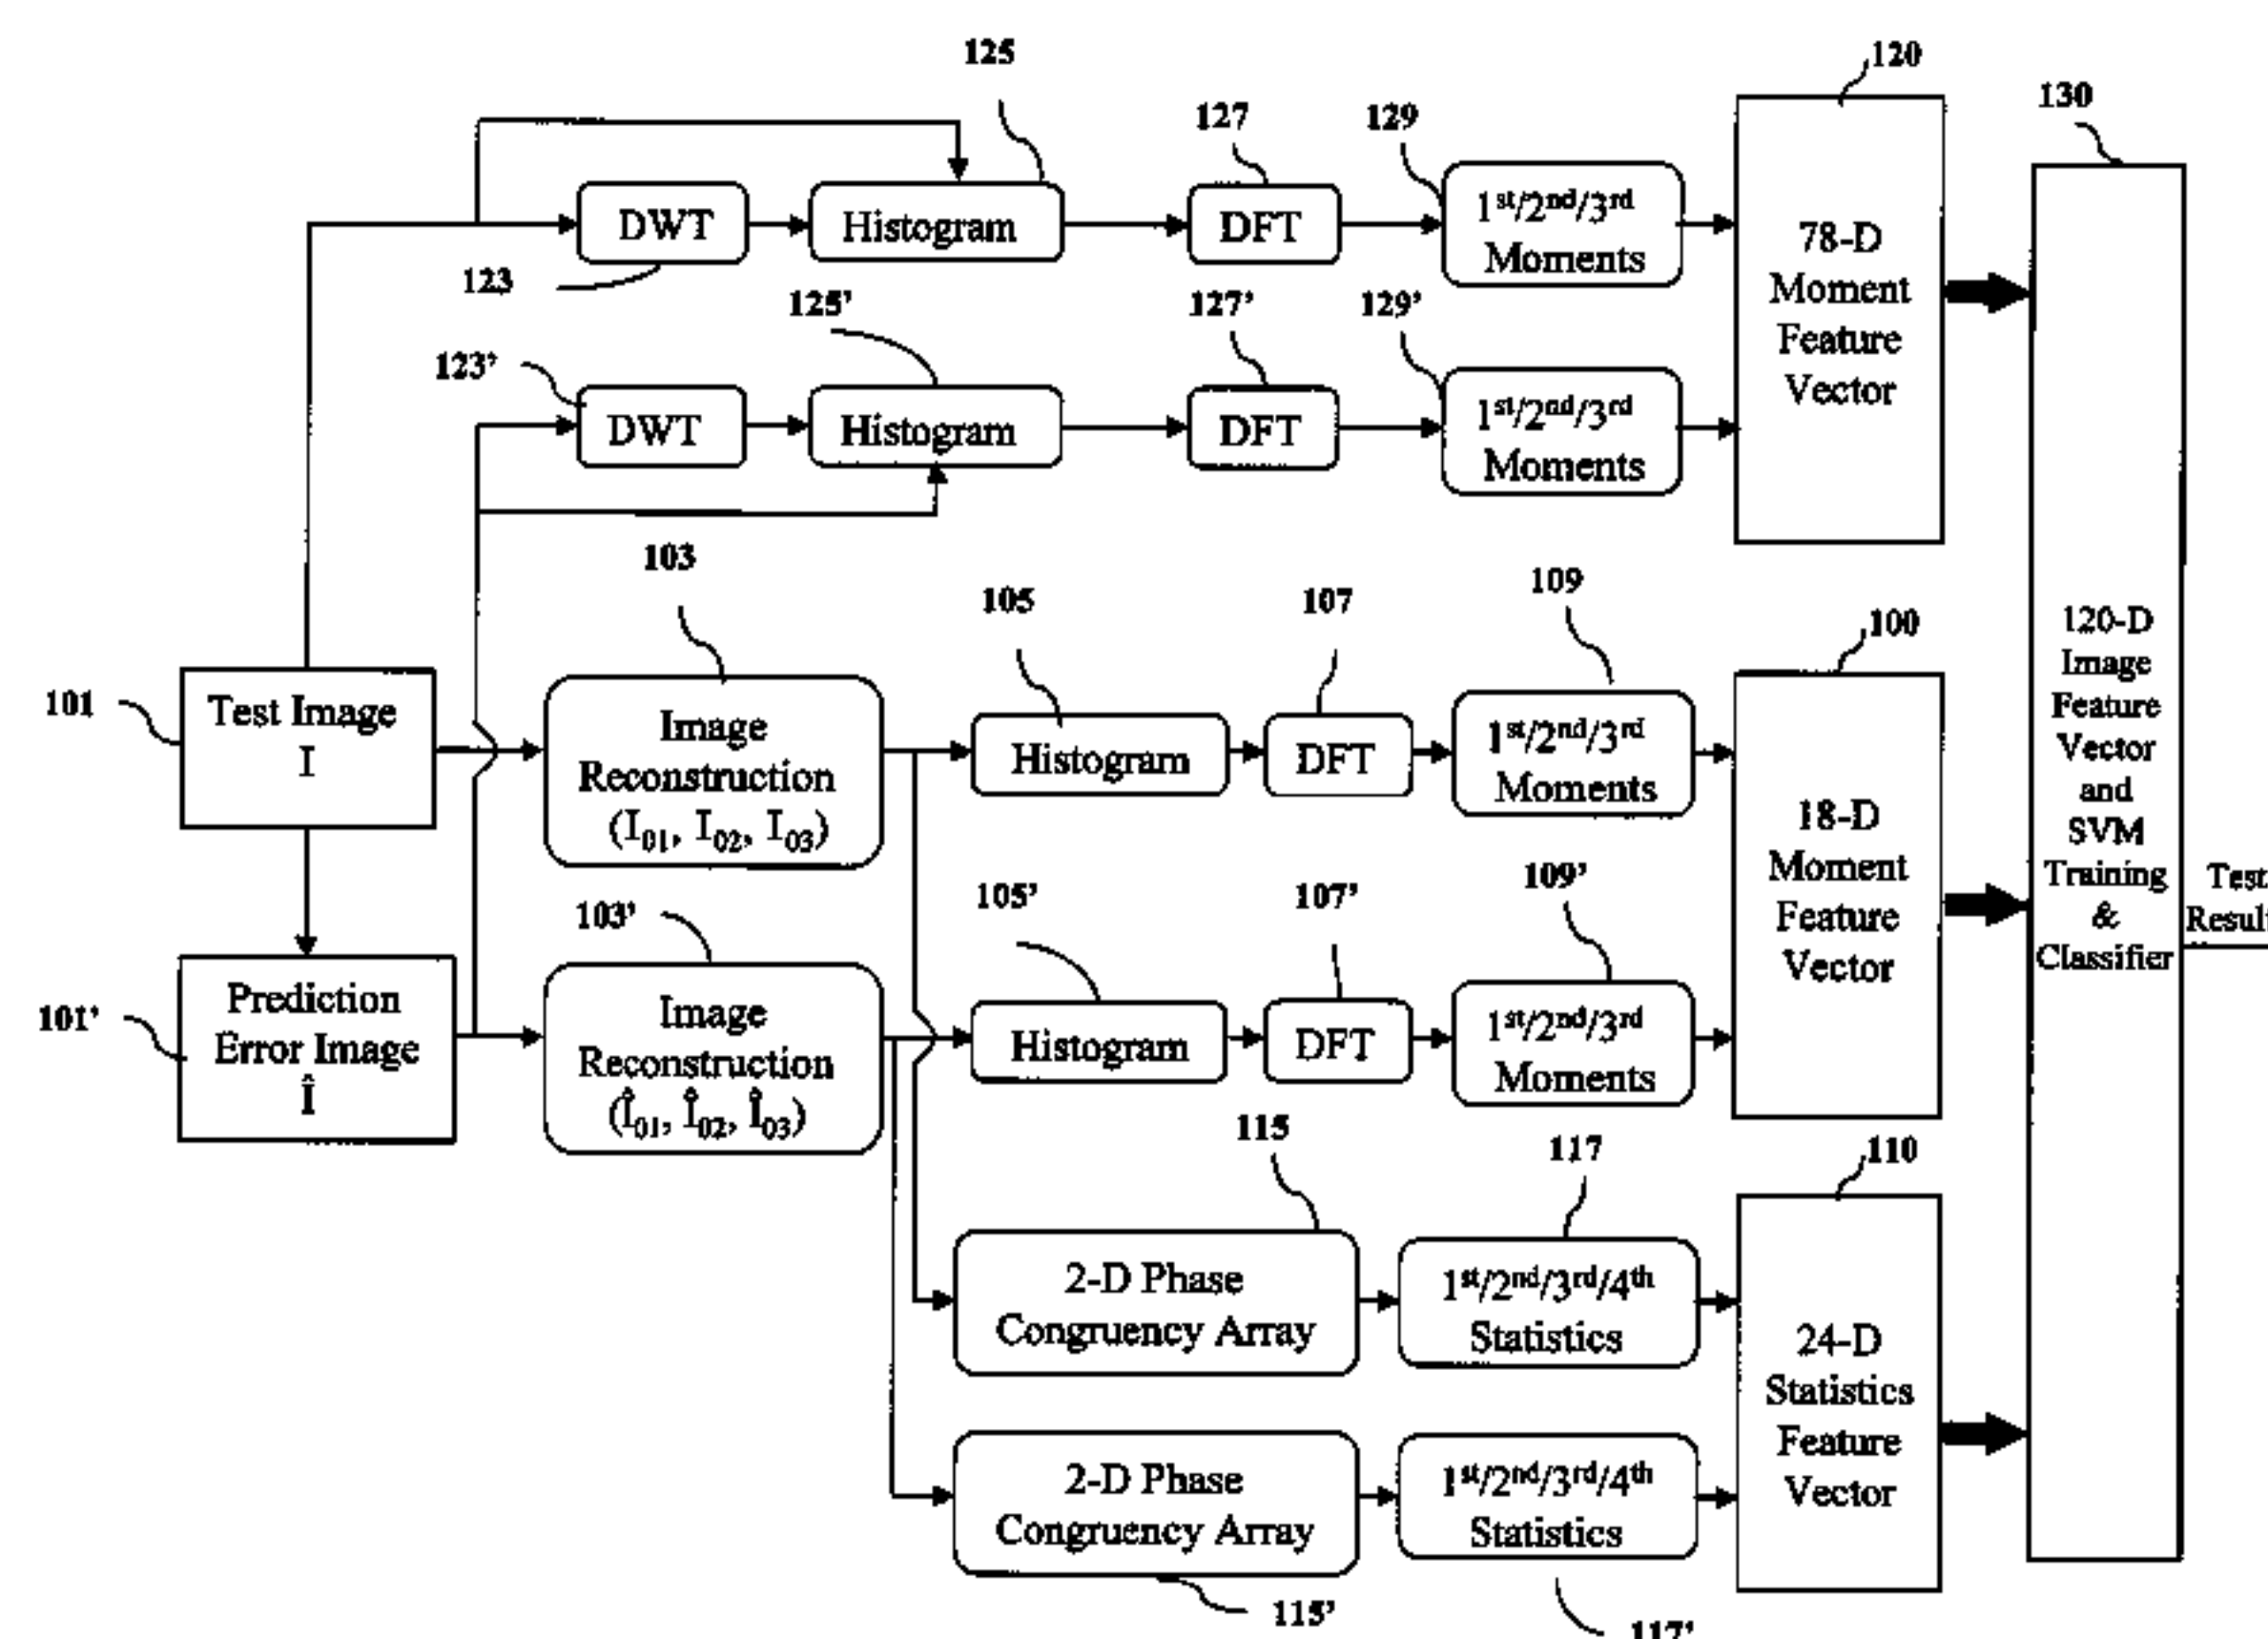 125
120
130
127
129
DWT
Histogram
DFT
1st/2nd/3rd
Moments
123
78-D
Moment
Feature
Vector
125'
127'
129'
123'
DWT
Histogram
DFT
1st/2nd/3rd
Moments
103
105
107
109
100
101
Test Image
I
Image
Reconstruction
(I01, I02, I03)
Histogram
DFT
1st/2nd/3rd
Moments
18-D
Moment
Feature
Vector
120-D
Image
Feature
Vector
and
SVM
Training
&
Classifier
Test
Result
103'
105'
107'
109'
101'
Prediction
Error Image
Î
Image
Reconstruction
(Î01, Î02, Î03)
Histogram
DFT
1st/2nd/3rd
Moments
115
117
110
2-D Phase
Congruency Array
1st/2nd/3rd/4th
Statistics
24-D
Statistics
Feature
Vector
2-D Phase
Congruency Array
1st/2nd/3rd/4th
Statistics
115'
117'